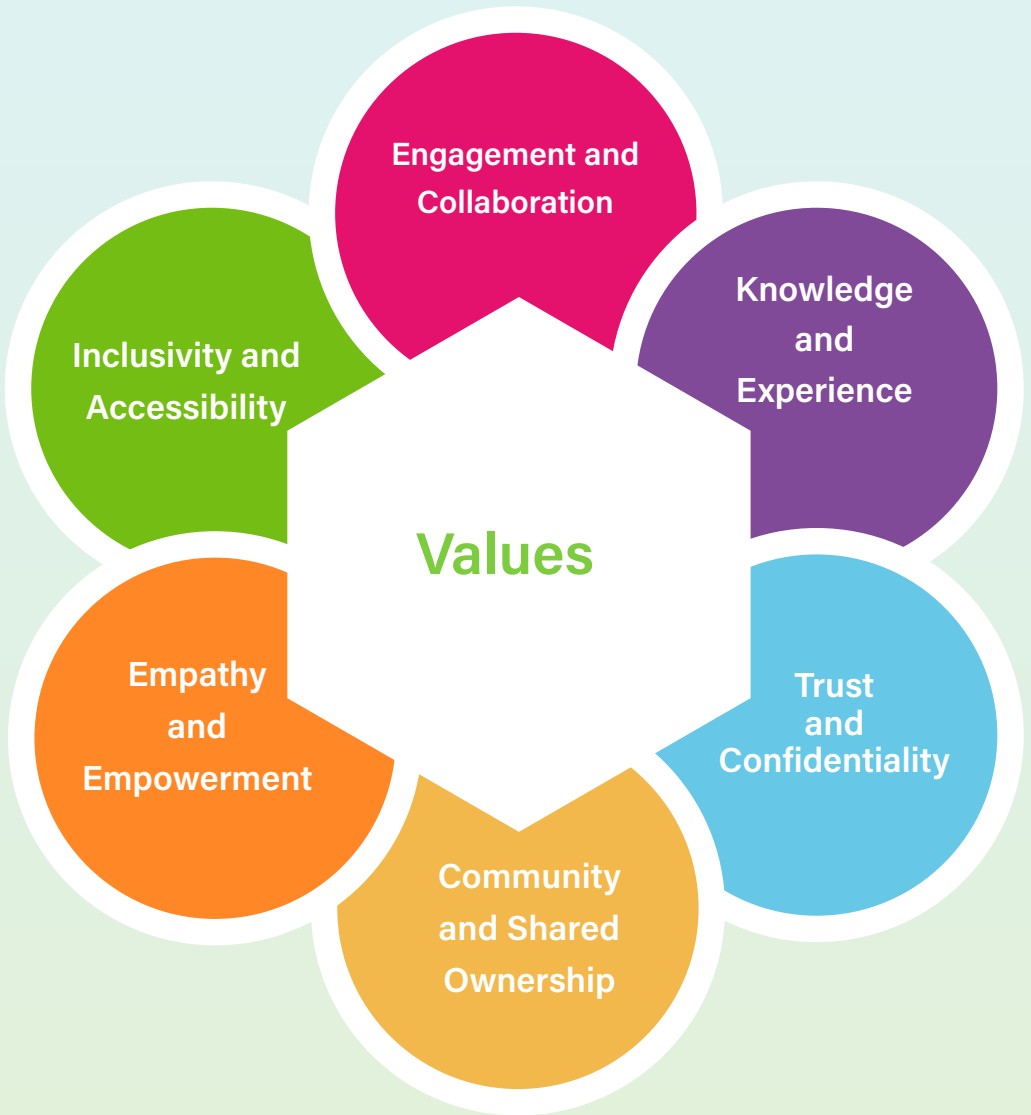 Engagement and
Collaboration
Knowledge
and
Experience
Inclusivity and
Accessibility
Values
Empathy
and
Empowerment
Trust
and
Confidentiality
Community
and Shared
Ownership